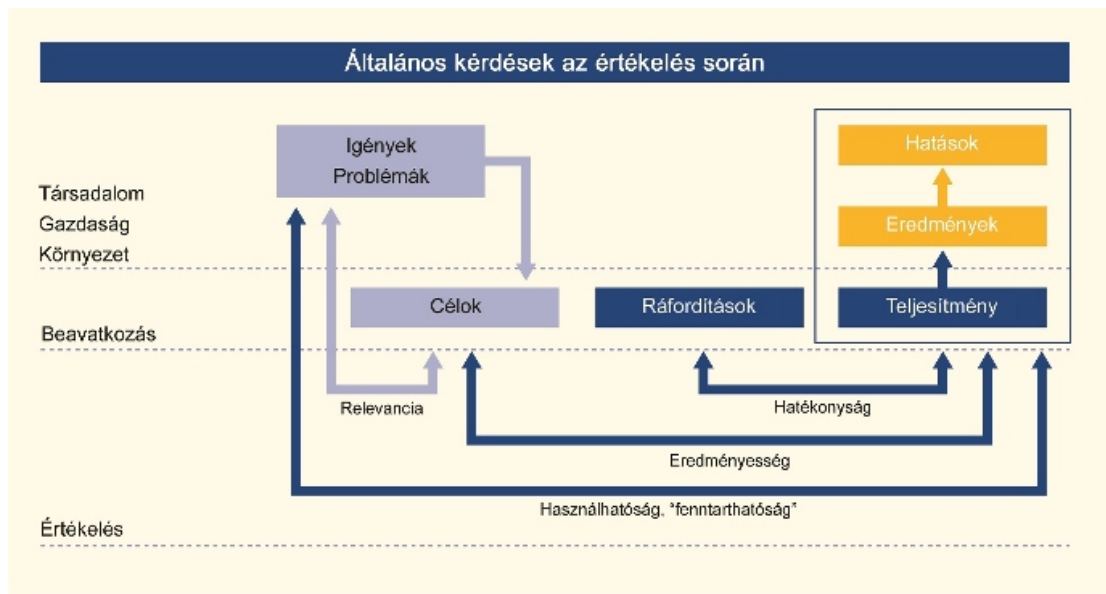 Általános kérdések az értékelés során
Igények
Problémák
Hatások
Társadalom
Gazdaság
Környezet
Eredmények
Célok
Ráfordítások
Teljesítmény
Beavatkozás
Relevancia
Hatékonyság
Eredményesség
Használhatóság, "fenntarthatóság"
Értékelés